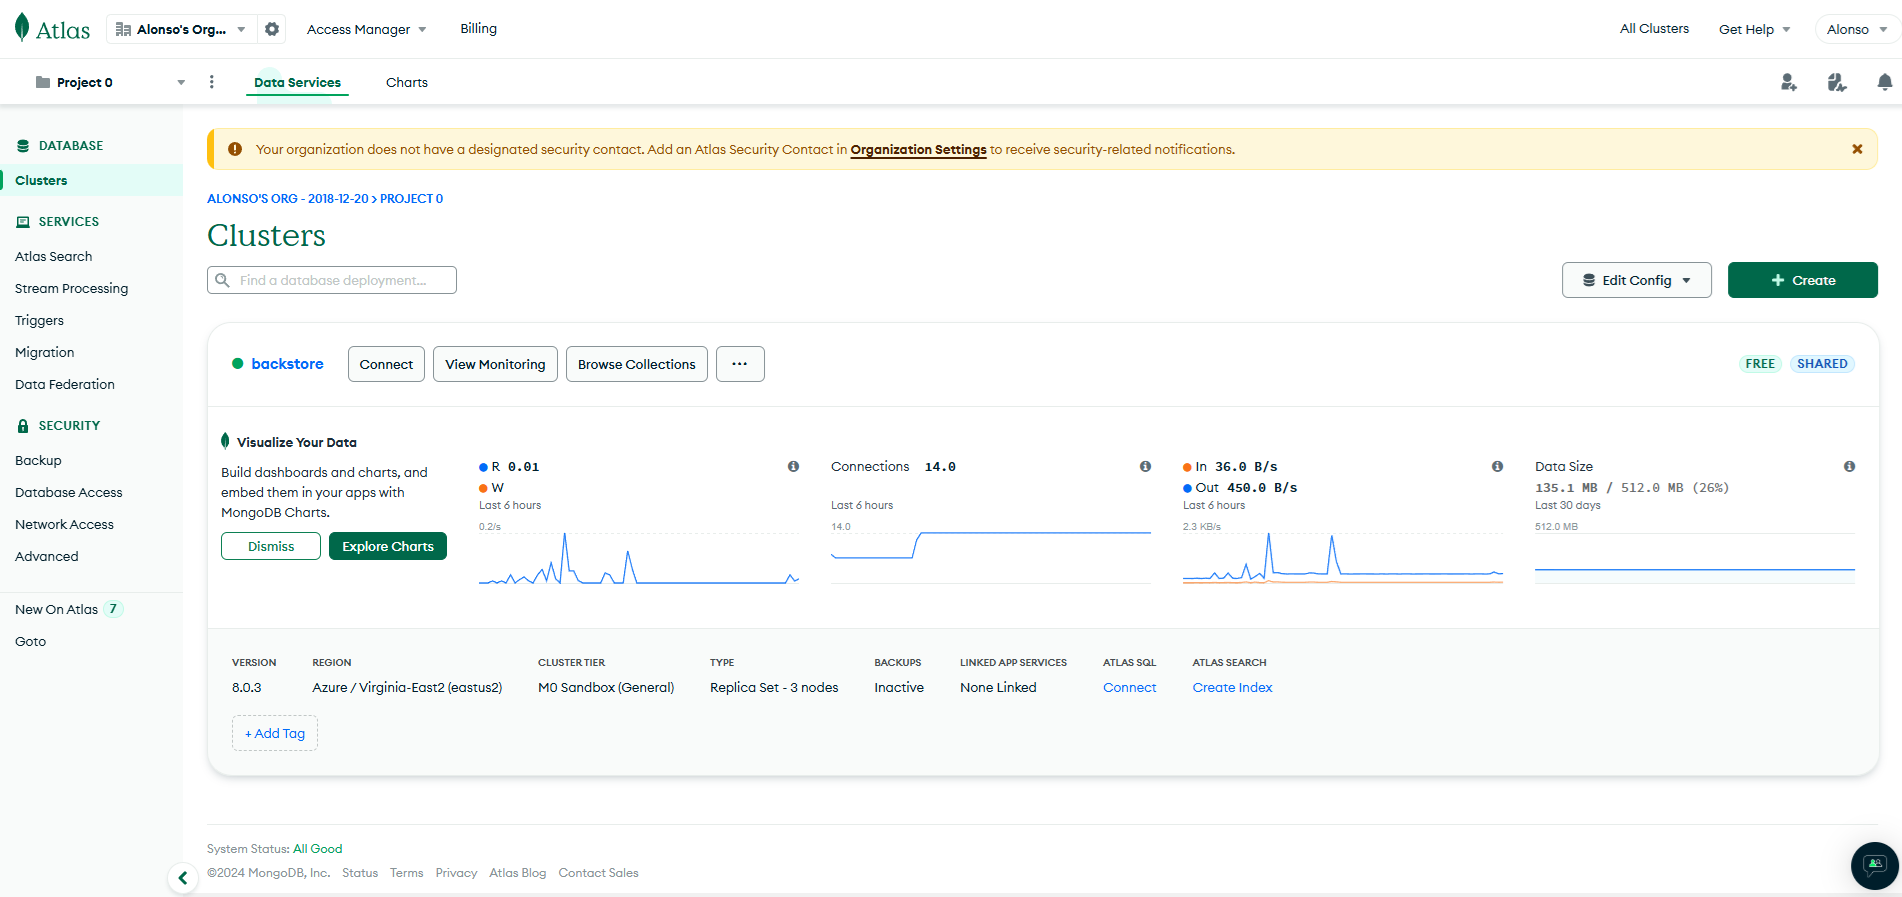 Atlas
Alonso's Org...
Access Manager
Billing
All Clusters
Get Help
Alonso
Project 0
Data Services
Charts
DATABASE
Clusters
SERVICES
Atlas Search
Stream Processing
Triggers
Migration
Data Federation
SECURITY
Backup
Database Access
Network Access
Advanced
New On Atlas 7
Goto
Your organization does not have a designated security contact. Add an Atlas Security Contact in Organization Settings to receive security-related notifications.
ALONSO'S ORG - 2018-12-20 > PROJECT 0
Clusters
Find a database deployment...
Edit Config
+ Create
backstore
Connect
View Monitoring
Browse Collections
...
FREE
SHARED
Visualize Your Data
Build dashboards and charts, and
embed them in your apps with
MongoDB Charts.
Dismiss
Explore Charts
R 0.01
W
Last 6 hours
0.2/s
Connections 14.0
Last 6 hours
14.0
In 36.0 B/s
Out 450.0 B/s
Last 6 hours
2.3 KB/s
Data Size
135.1 MB / 512.0 MB (26%)
Last 30 days
512.0 MB
VERSION
8.0.3
REGION
Azure / Virginia-East2 (eastus2)
CLUSTER TIER
M0 Sandbox (General)
TYPE
Replica Set - 3 nodes
BACKUPS
Inactive
LINKED APP SERVICES
None Linked
ATLAS SQL
Connect
ATLAS SEARCH
Create Index
+ Add Tag
System Status: All Good
©2024 MongoDB, Inc. Status Terms Privacy Atlas Blog Contact Sales